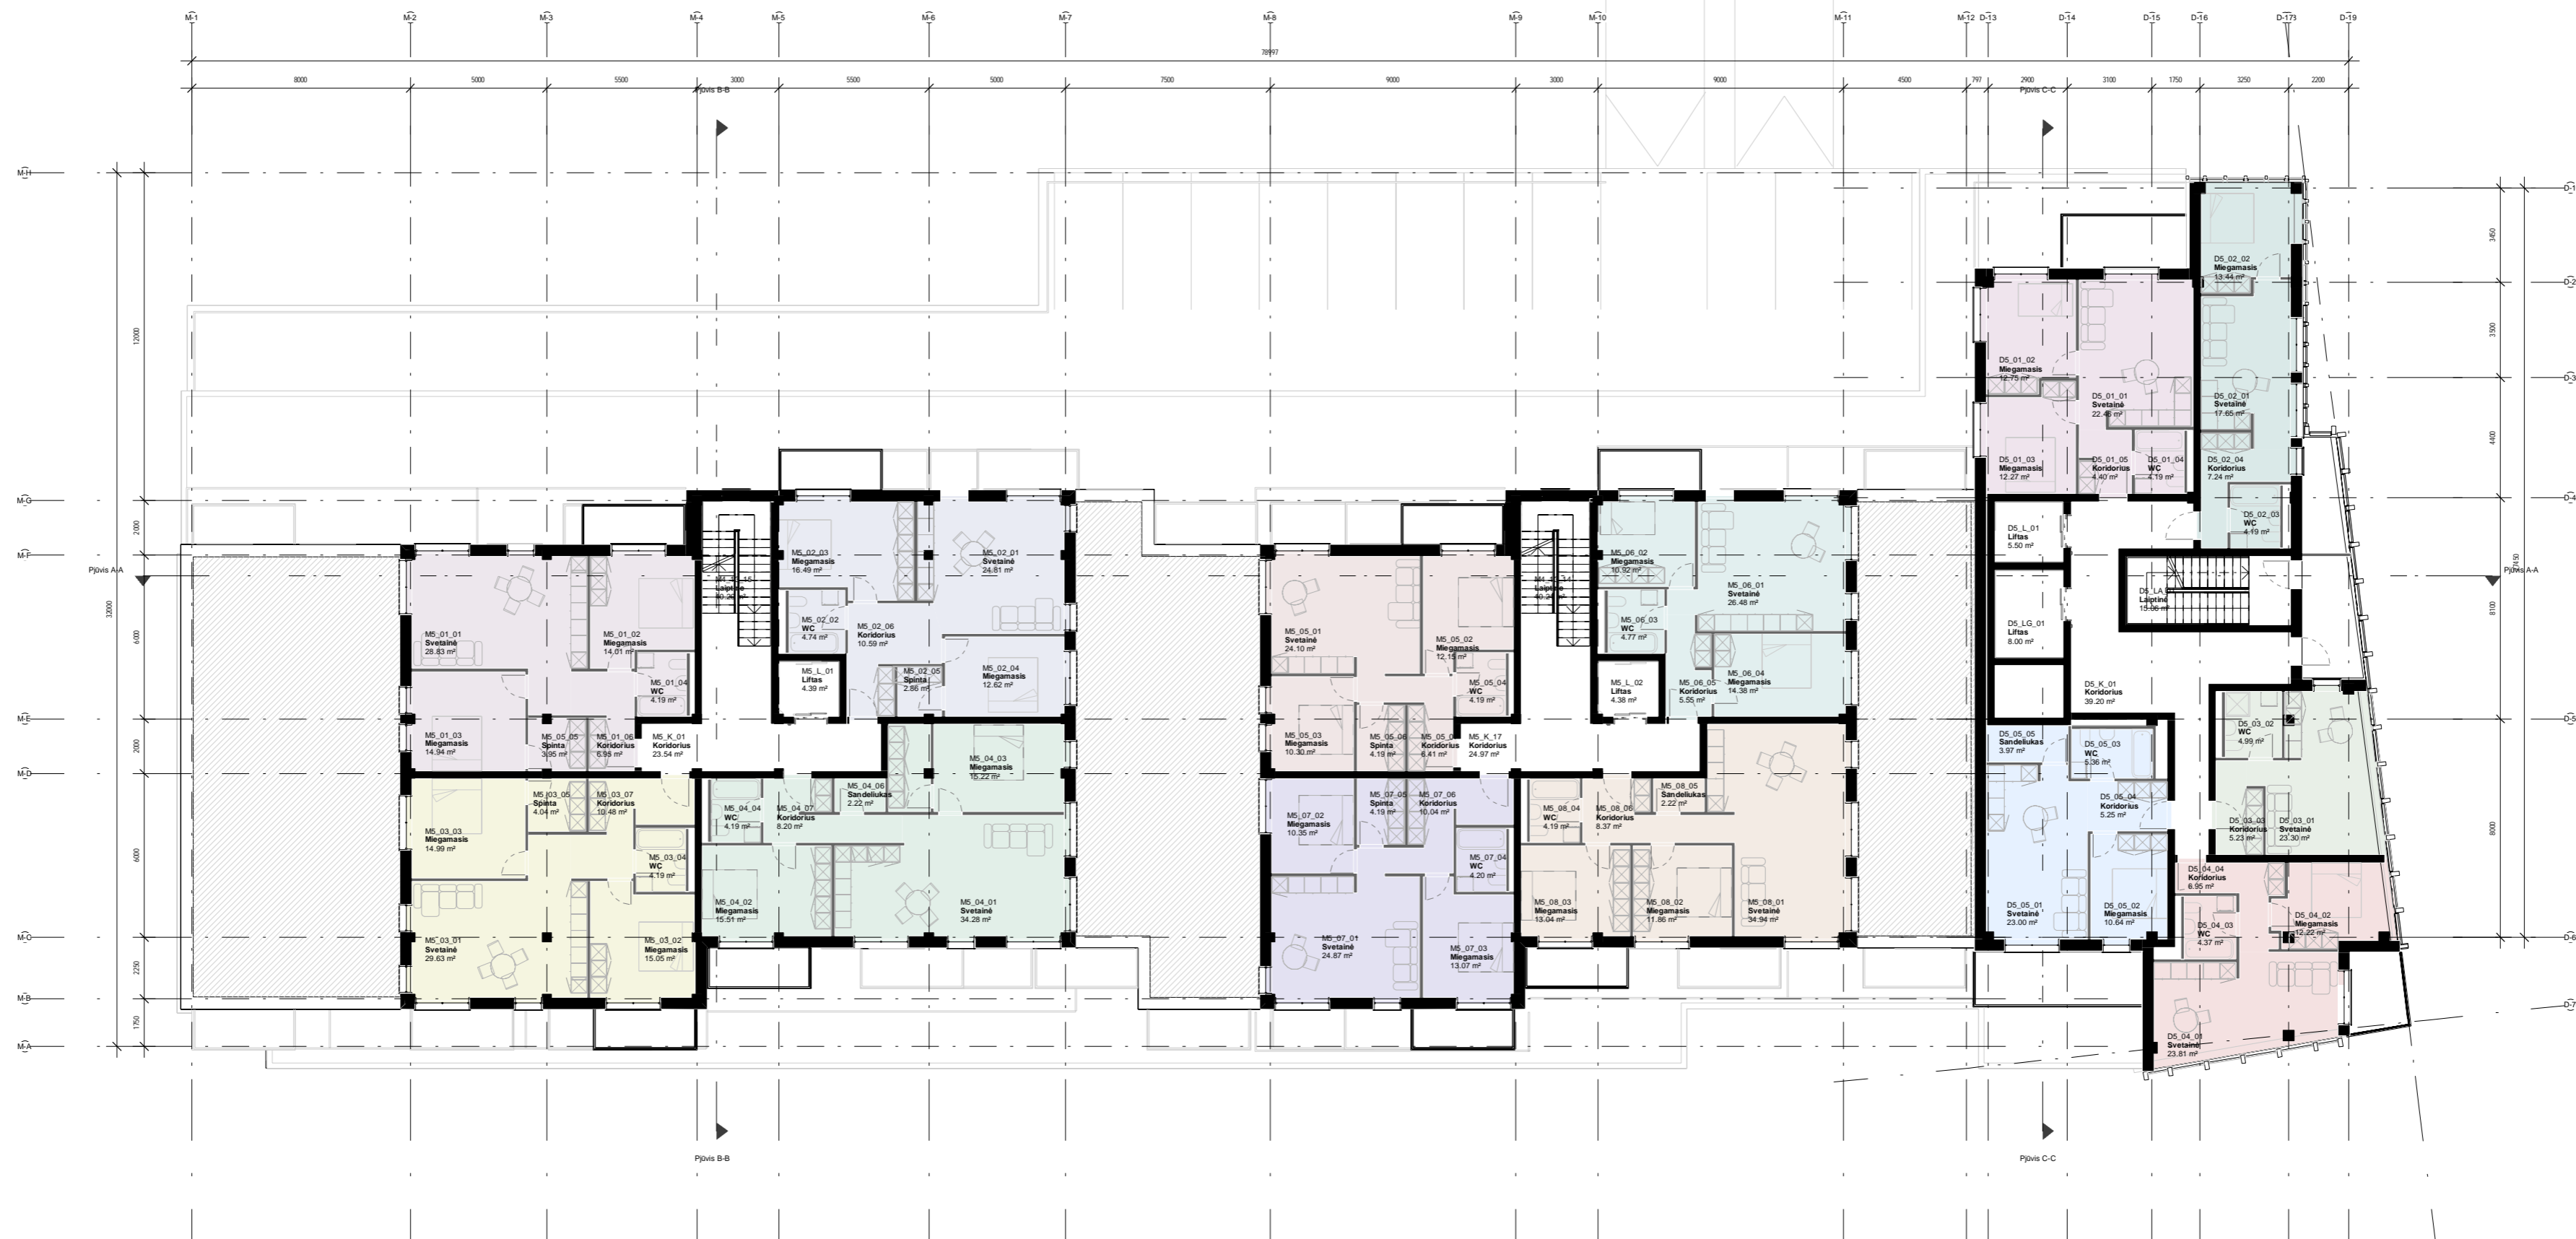 M-1
M-2
M-3
M-4
M-5
M-6
M-7
M-8
M-9
M-10
M-11
M-12
D-13
D-14
D-15
D-16
D-19
78997
8000
5000
5500
3000
5500
5000
7500
9000
3000
9000
4500
797
2900
3100
1750
3250
2200
Pjūvis B-B
Pjūvis C-C
M-H
M-G
M-F
M-E
M-D
M-C
M-B
M-A
12000
2000
6000
2000
6000
2250
1750
32000
D-1
D-2
D-3
D-4
D-5
D-6
D-7
3450
3500
4400
8100
8000
Pjūvis A-A
Pjūvis A-A
M5_01_01
Svetainė
28.83 m²
M5_01_02
Miegamasis
14.01 m²
M5_01_04
WC
4.19 m²
M5_01_03
Miegamasis
14.94 m²
M5_05_05
Spinta
3.95 m²
M5_01_06
Koridorius
6.95 m²
M5_K_01
Koridorius
23.54 m²
M5_03_05
Spinta
4.04 m²
M5_03_07
Koridorius
10.48 m²
M5_03_03
Miegamasis
14.99 m²
M5_03_04
WC
4.19 m²
M5_03_01
Svetainė
29.63 m²
M5_03_02
Miegamasis
15.05 m²
Laiptinė
M5_02_03
Miegamasis
16.49 m²
M5_02_01
Svetainė
24.81 m²
M5_02_02
WC
4.74 m²
M5_02_06
Koridorius
10.59 m²
M5_L_01
Liftas
4.39 m²
M5_02_05
Spinta
2.86 m²
M5_02_04
Miegamasis
12.62 m²
M5_04_03
Miegamasis
15.22 m²
M5_04_04
WC
4.19 m²
M5_04_07
Koridorius
8.20 m²
M5_04_06
Sandeliukas
2.22 m²
M5_04_02
Miegamasis
15.51 m²
M5_04_01
Svetainė
34.28 m²
M5_05_01
Svetainė
24.10 m²
M5_05_02
Miegamasis
12.15 m²
M5_05_04
WC
4.19 m²
M5_05_03
Miegamasis
10.30 m²
M5_05_06
Spinta
4.19 m²
Koridorius
6.41 m²
M5_K_17
Koridorius
24.97 m²
M5_07_02
Miegamasis
10.35 m²
M5_07_05
Spinta
4.19 m²
M5_07_06
Koridorius
10.04 m²
M5_07_04
WC
4.20 m²
M5_07_01
Svetainė
24.87 m²
M5_07_03
Miegamasis
13.07 m²
Laiptinė
M5_06_02
Miegamasis
10.92 m²
M5_06_01
Svetainė
26.48 m²
M5_06_03
WC
4.77 m²
M5_L_02
Liftas
4.38 m²
M5_06_05
Koridorius
5.55 m²
M5_06_04
Miegamasis
14.38 m²
M5_08_04
WC
4.19 m²
M5_08_06
Koridorius
8.37 m²
M5_08_05
Sandeliukas
2.22 m²
M5_08_03
Miegamasis
13.04 m²
M5_08_02
Miegamasis
11.86 m²
M5_08_01
Svetainė
34.94 m²
D5_02_02
Miegamasis
13.44 m²
D5_01_02
Miegamasis
12.75 m²
D5_01_01
Svetainė
22.46 m²
D5_02_01
Svetainė
17.65 m²
D5_01_03
Miegamasis
12.27 m²
D5_01_05
Koridorius
4.40 m²
D5_01_04
WC
4.19 m²
D5_02_04
Koridorius
7.24 m²
D5_02_03
WC
4.19 m²
D5_L_01
Liftas
5.50 m²
D5_LG_01
Liftas
8.00 m²
Laiptinė
D5_K_01
Koridorius
39.20 m²
D5_03_02
WC
4.99 m²
D5_05_05
Sandeliukas
3.97 m²
D5_05_03
WC
5.36 m²
D5_05_04
Koridorius
5.25 m²
D5_03_03
Koridorius
5.23 m²
D5_03_01
Svetainė
23.30 m²
D5_05_01
Svetainė
23.00 m²
D5_05_02
Miegamasis
10.64 m²
D5_04_04
Koridorius
6.95 m²
D5_04_03
WC
4.37 m²
D5_04_02
Miegamasis
12.22 m²
D5_04_01
Svetainė
23.81 m²
Pjūvis B-B
Pjūvis C-C